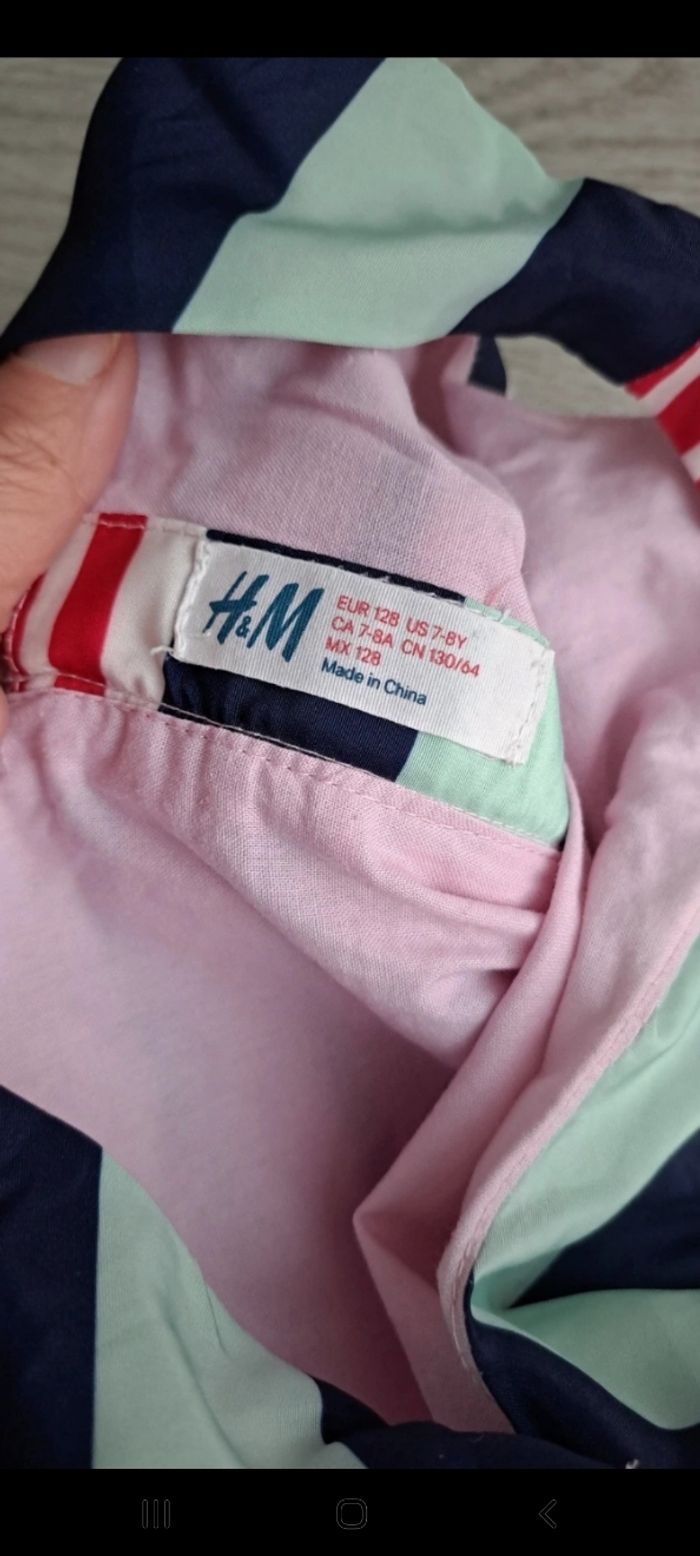 H&M
EUR 128 US 7-8Y
CA 7-8A CN 130/64
MX 128
Made in China